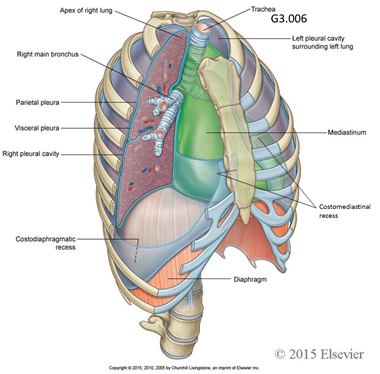 Apex of right lung
Trachea
G3.006
Right main bronchus
Left pleural cavity
surrounding left lung
Parietal pleura
Visceral pleura
Mediastinum
Right pleural cavity
Costomediastinal
recess
Costodiaphragmatic
recess
Diaphragm
© 2015 Elsevier
Copyright © 2015, 2010, 2005 by Churchill Livingstone, an imprint of Elsevier Inc.